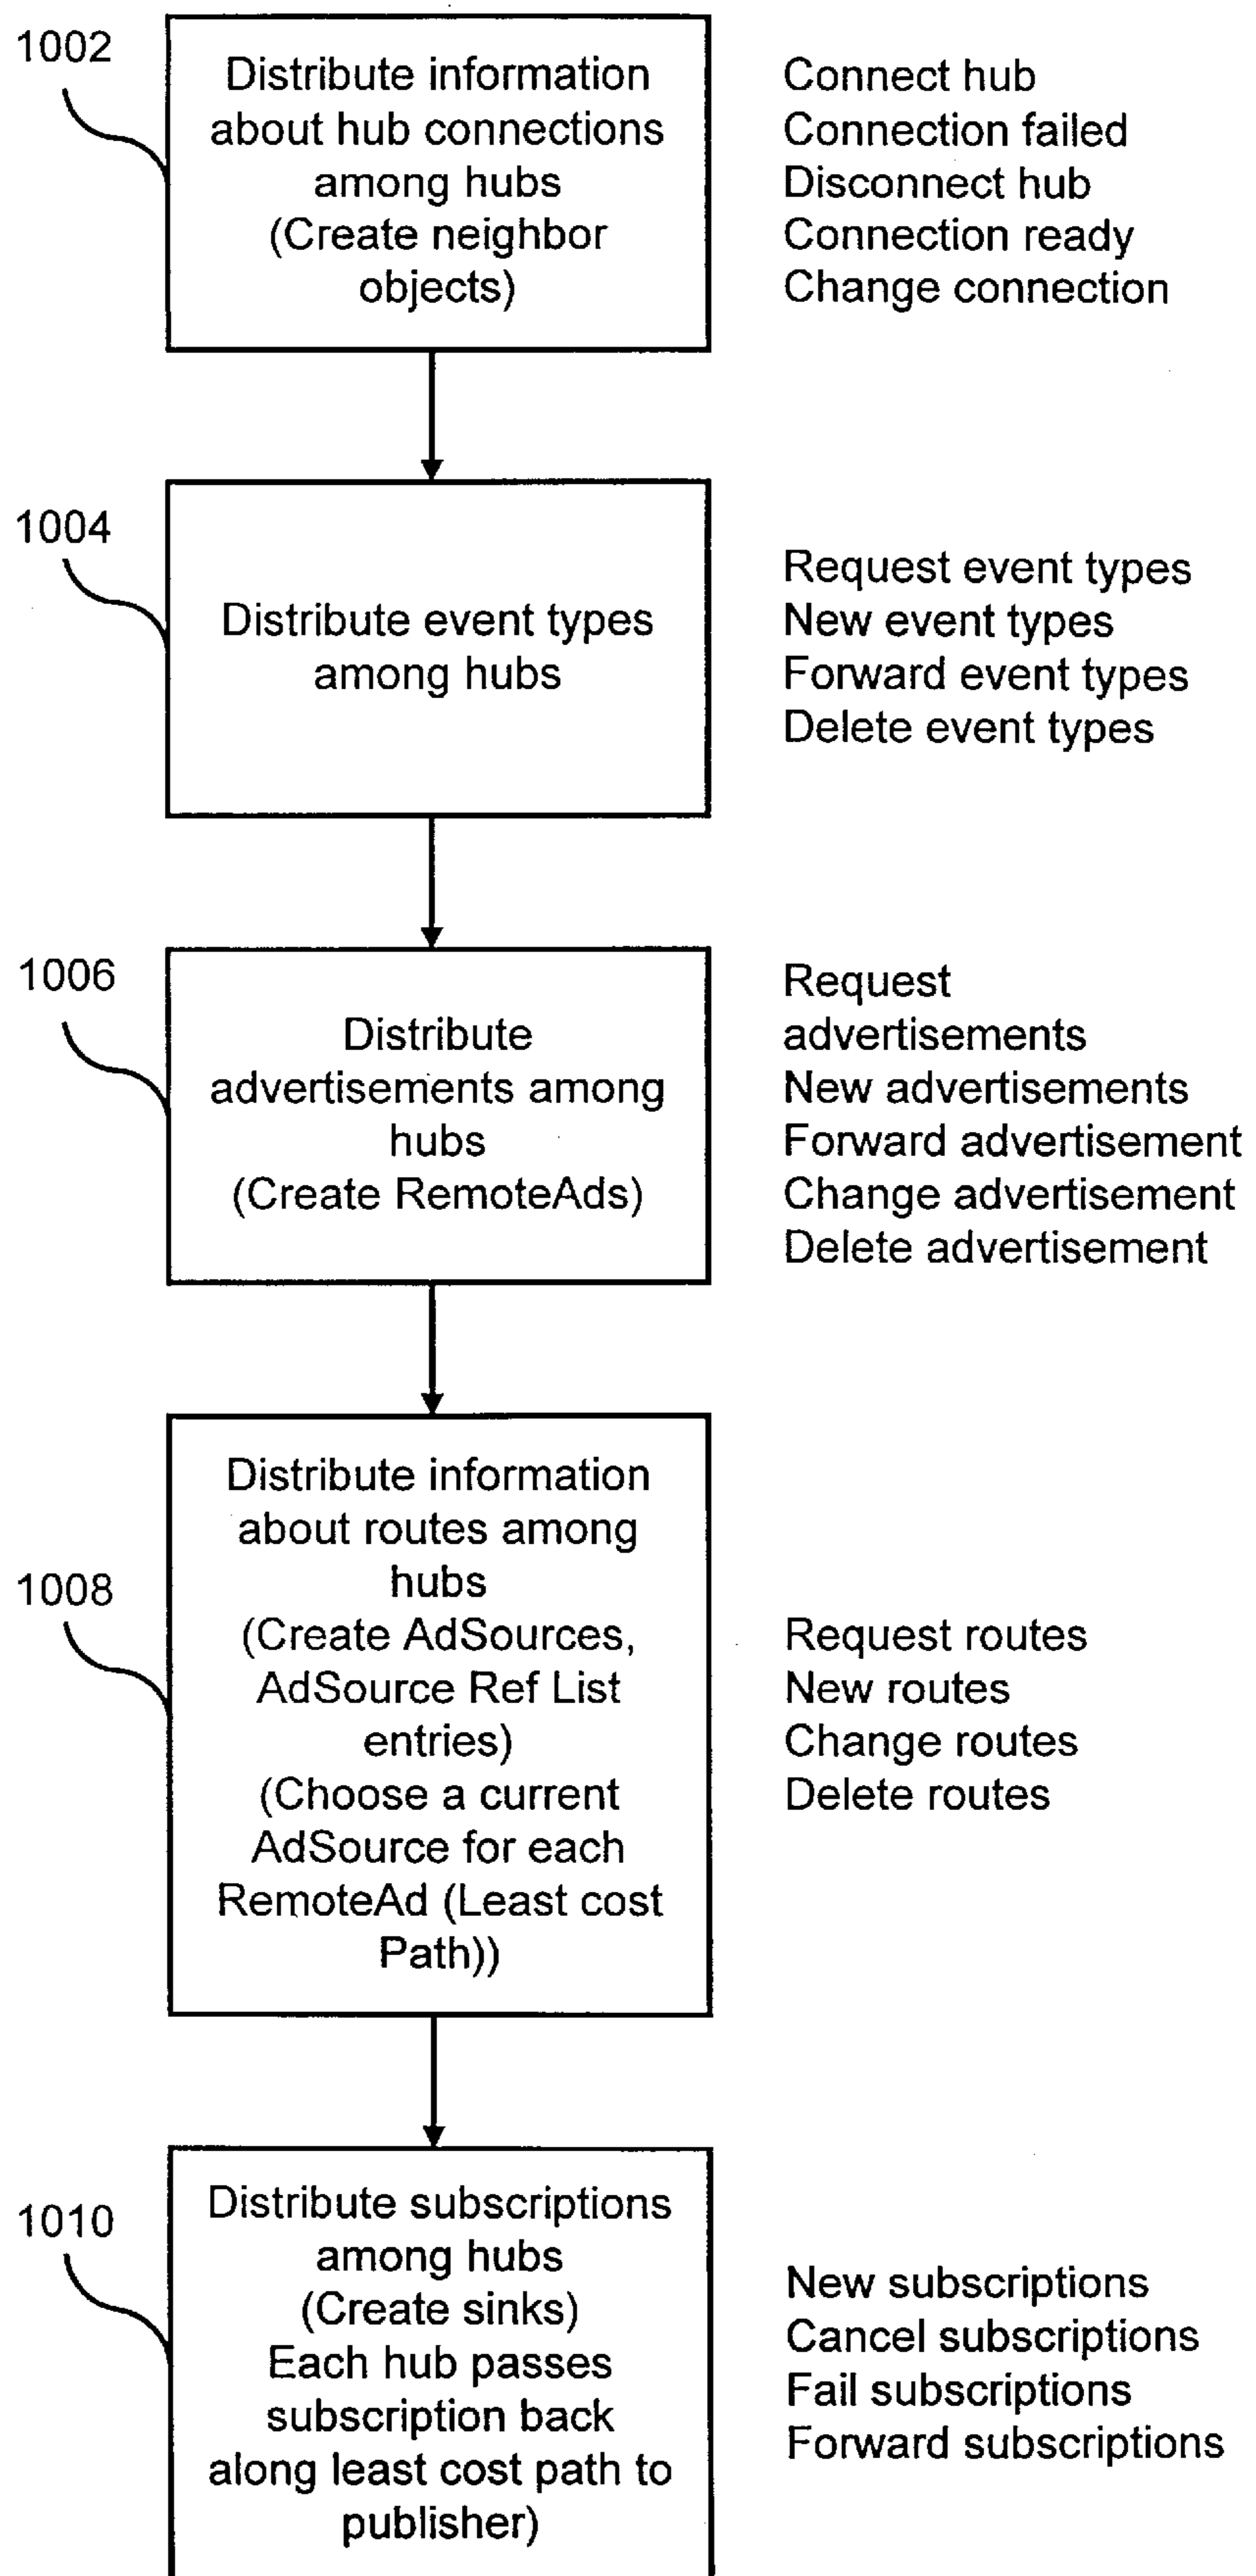 1002
Distribute information
about hub connections
among hubs
(Create neighbor
objects)
Connect hub
Connection failed
Disconnect hub
Connection ready
Change connection
1004
Distribute event types
among hubs
Request event types
New event types
Forward event types
Delete event types
1006
Distribute
advertisements among
hubs
(Create RemoteAds)
Request
advertisements
New advertisements
Forward advertisement
Change advertisement
Delete advertisement
1008
Distribute information
about routes among
hubs
(Create AdSources,
AdSource Ref List
entries)
(Choose a current
AdSource for each
RemoteAd (Least cost
Path))
Request routes
New routes
Change routes
Delete routes
1010
Distribute subscriptions
among hubs
(Create sinks)
Each hub passes
subscription back
along least cost path to
publisher)
New subscriptions
Cancel subscriptions
Fail subscriptions
Forward subscriptions